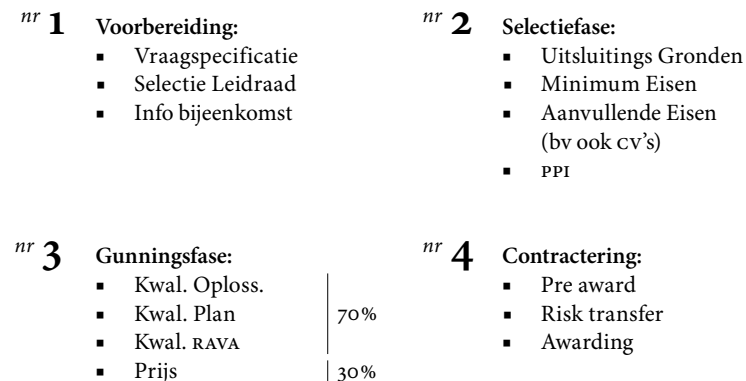 nr 1 Voorbereiding:
▪ Vraagspecificatie
▪ Selectie Leidraad
▪ Info bijeenkomst
nr 2 Selectiefase:
▪ Uitsluitings Gronden
▪ Minimum Eisen
▪ Aanvullende Eisen
(bv ook CV's)
▪ PPI
nr 3 Gunningsfase:
▪ Kwal. Oploss.
▪ Kwal. Plan 70%
▪ Kwal. RAVA
▪ Prijs 30%
nr 4 Contractering:
▪ Pre award
▪ Risk transfer
▪ Awarding